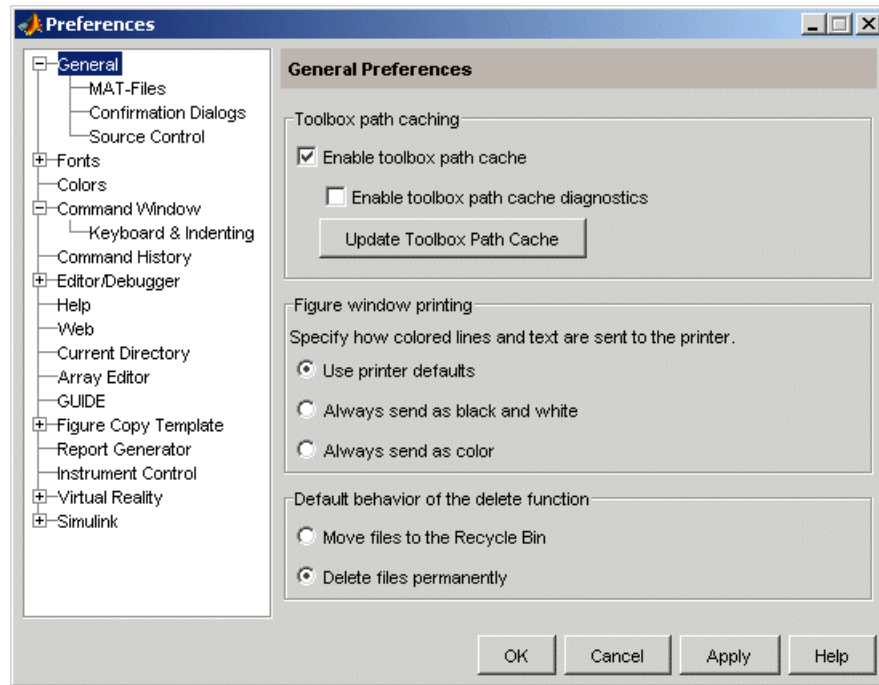 Preferences
General
MAT-Files
Confirmation Dialogs
Source Control
Fonts
Colors
Command Window
Keyboard & Indenting
Command History
Editor/Debugger
Help
Web
Current Directory
Array Editor
GUIDE
Figure Copy Template
Report Generator
Instrument Control
Virtual Reality
Simulink
General Preferences
Toolbox path caching
Enable toolbox path cache
Enable toolbox path cache diagnostics
Update Toolbox Path Cache
Figure window printing
Specify how colored lines and text are sent to the printer.
Use printer defaults
Always send as black and white
Always send as color
Default behavior of the delete function
Move files to the Recycle Bin
Delete files permanently
OK Cancel Apply Help